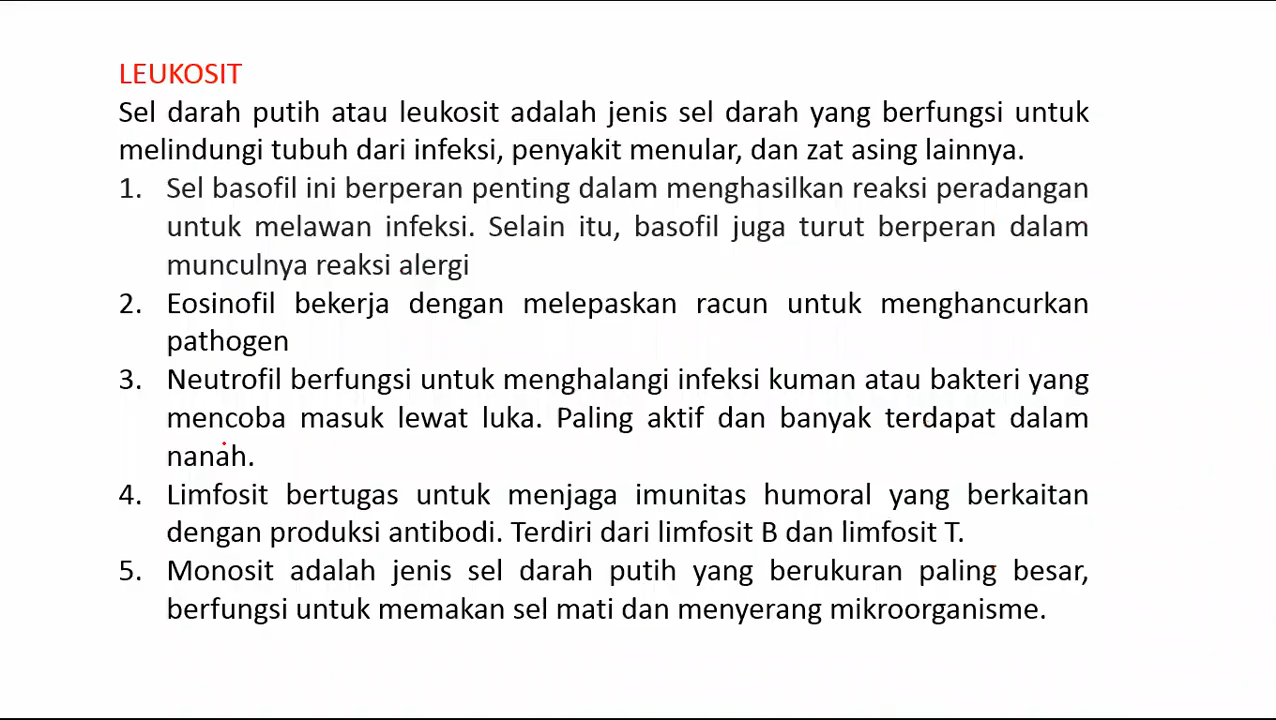 LEUKOSIT
Sel darah putih atau leukosit adalah jenis sel darah yang berfungsi untuk
melindungi tubuh dari infeksi, penyakit menular, dan zat asing lainnya.
1. Sel basofil ini berperan penting dalam menghasilkan reaksi peradangan
untuk melawan infeksi. Selain itu, basofil juga turut berperan dalam
munculnya reaksi alergi
2. Eosinofil bekerja dengan melepaskan racun untuk menghancurkan
pathogen
3. Neutrofil berfungsi untuk menghalangi infeksi kuman atau bakteri yang
mencoba masuk lewat luka. Paling aktif dan banyak terdapat dalam
nanah.
4. Limfosit bertugas untuk menjaga imunitas humoral yang berkaitan
dengan produksi antibodi. Terdiri dari limfosit B dan limfosit T.
5. Monosit adalah jenis sel darah putih yang berukuran paling besar,
berfungsi untuk memakan sel mati dan menyerang mikroorganisme.